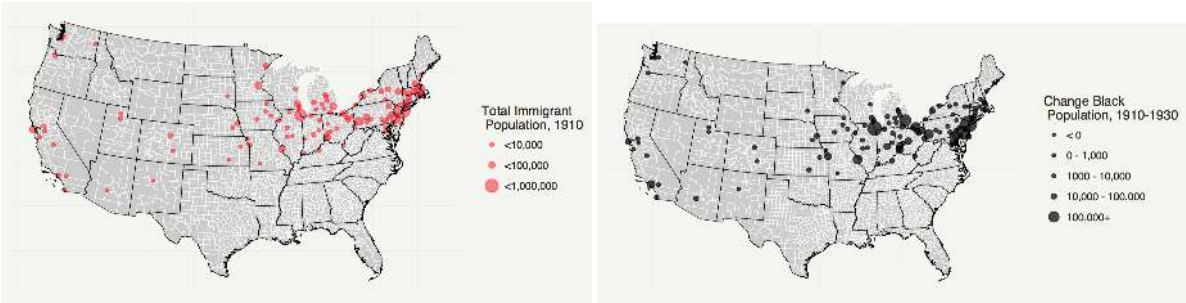 Total Immigrant
Population, 1910
<10,000
<100,000
<1,000,000
Change Black
Population, 1910-1930
<0
0 - 1,000
1000 - 10,000
10,000 - 100.000
100.000+